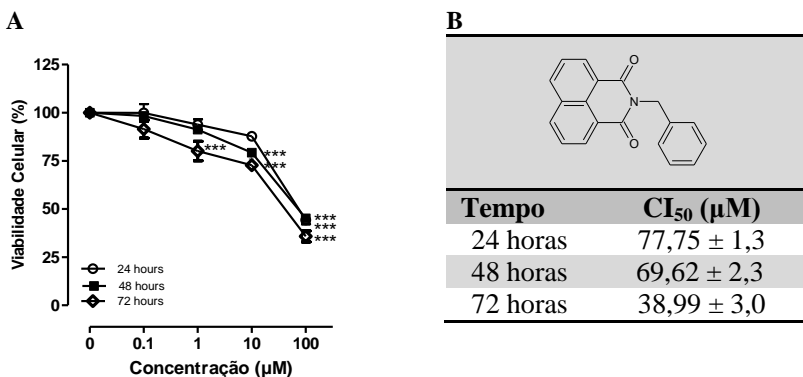 A
Viabilidade Celular (%)
125
100
75
50
25
0
***
***
***
***
***
***
24 hours
48 hours
72 hours
0
0.1
1
10
100
Concentração (µM)
B
O
N
O
Tempo CI50 (µM)
24 horas 77,75 ± 1,3
48 horas 69,62 ± 2,3
72 horas 38,99 ± 3,0